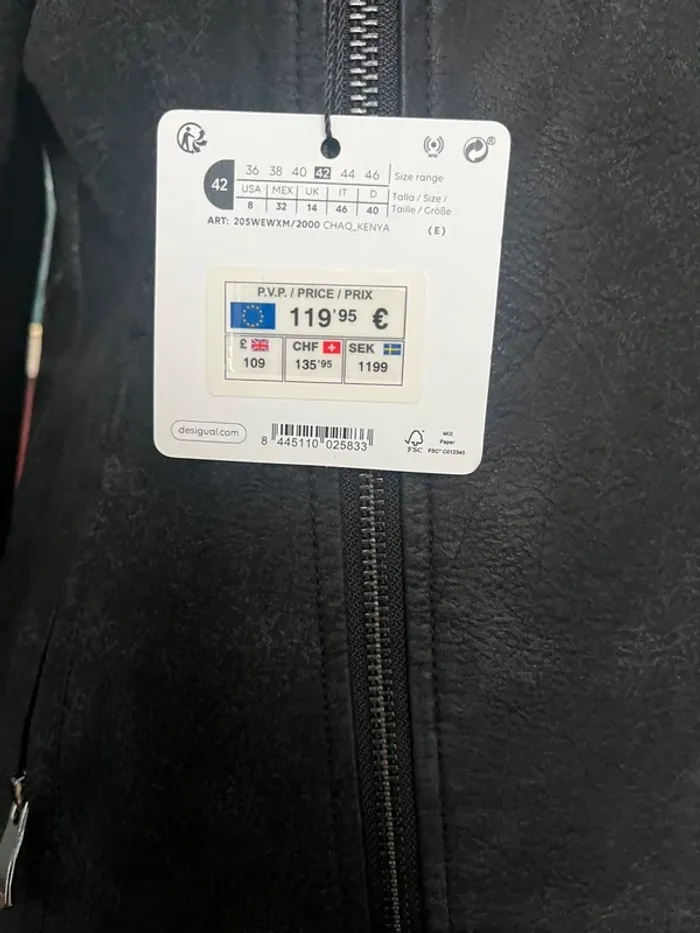 36 38 40 42 44 46 Size range
42
USA MEX UK IT D Talla / Size /
8 32 14 46 40 Taille / Größe
ART: 20SWEWXM/2000 CHAQ_KENYA (E)
P.V.P. / PRICE / PRIX
119'95 €
£ CHF SEK
109 135'95 1199
desigual.com
8 445110 025833
FSC
MIX
Paper
FSC® C012345